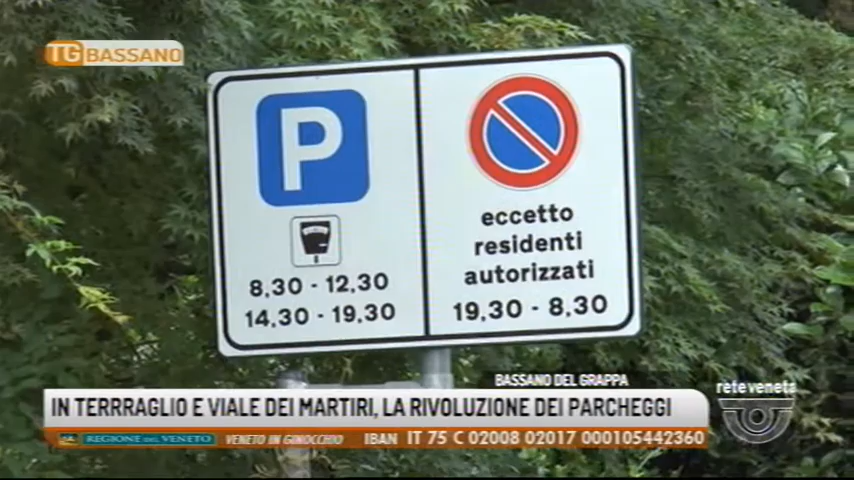 TG BASSANO
P
8,30 - 12,30
14,30 - 19,30
eccetto
residenti
autorizzati
19,30 - 8,30
BASSANO DEL GRAPPA
IN TERRRAGLIO E VIALE DEI MARTIRI, LA RIVOLUZIONE DEI PARCHEGGI
reteveneta
REGIONE DEL VENETO VENETO IN GINOCCHIO IBAN IT 75 C 02008 02017 000105442360